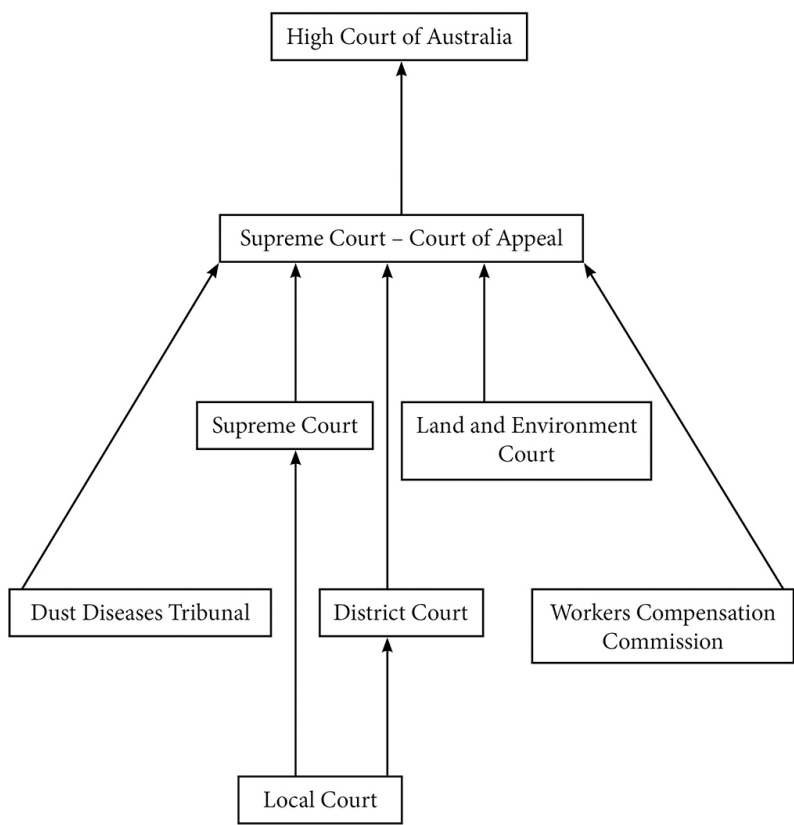 High Court of Australia
Supreme Court – Court of Appeal
Supreme Court
Land and Environment
Court
Dust Diseases Tribunal
District Court
Workers Compensation
Commission
Local Court